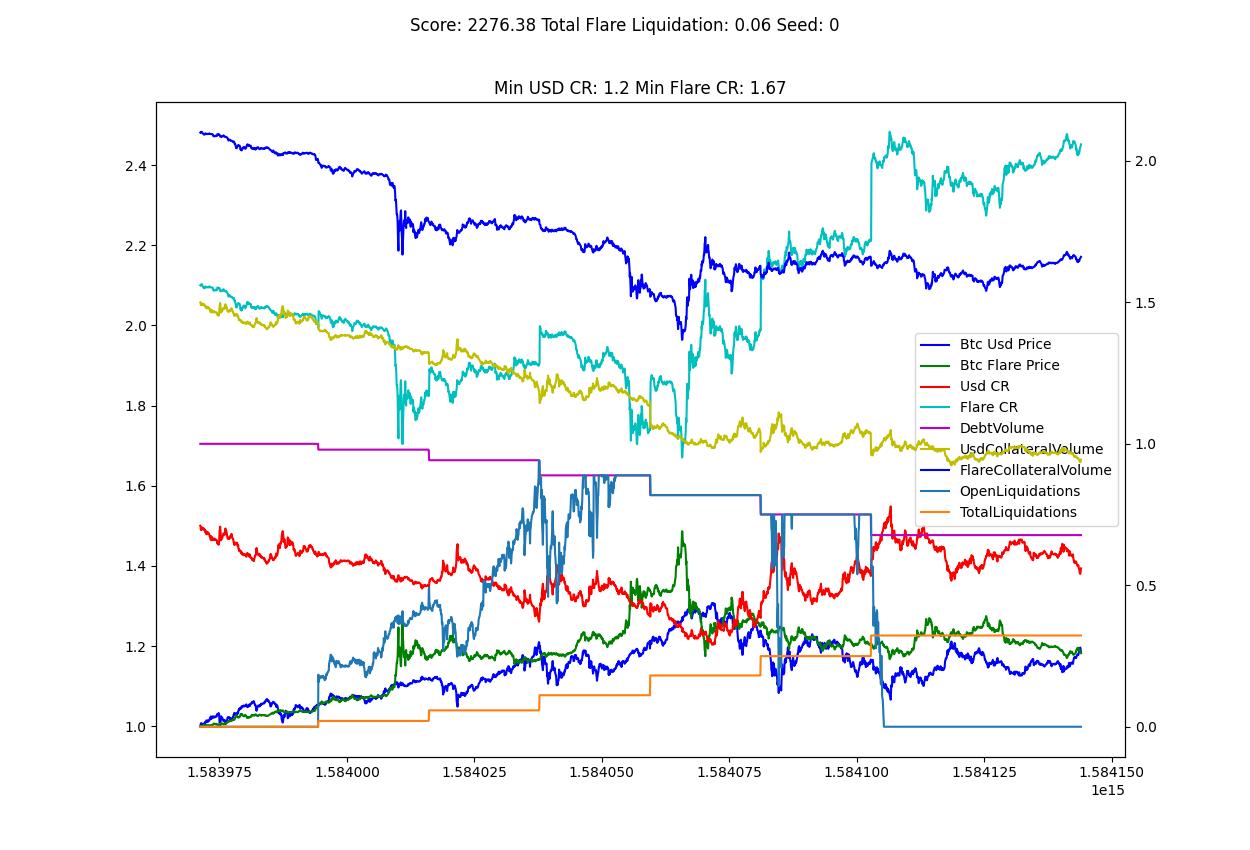 Score: 2276.38 Total Flare Liquidation: 0.06 Seed: 0
Min USD CR: 1.2 Min Flare CR: 1.67
2.4
2.2
2.0
1.8
1.6
1.4
1.2
1.0
2.0
1.5
1.0
0.5
0.0
Btc Usd Price
Btc Flare Price
Usd CR
Flare CR
DebtVolume
UsdCollateralVolume
FlareCollateralVolume
OpenLiquidations
TotalLiquidations
1.583975 1.584000 1.584025 1.584050 1.584075 1.584100 1.584125 1.584150
1e15